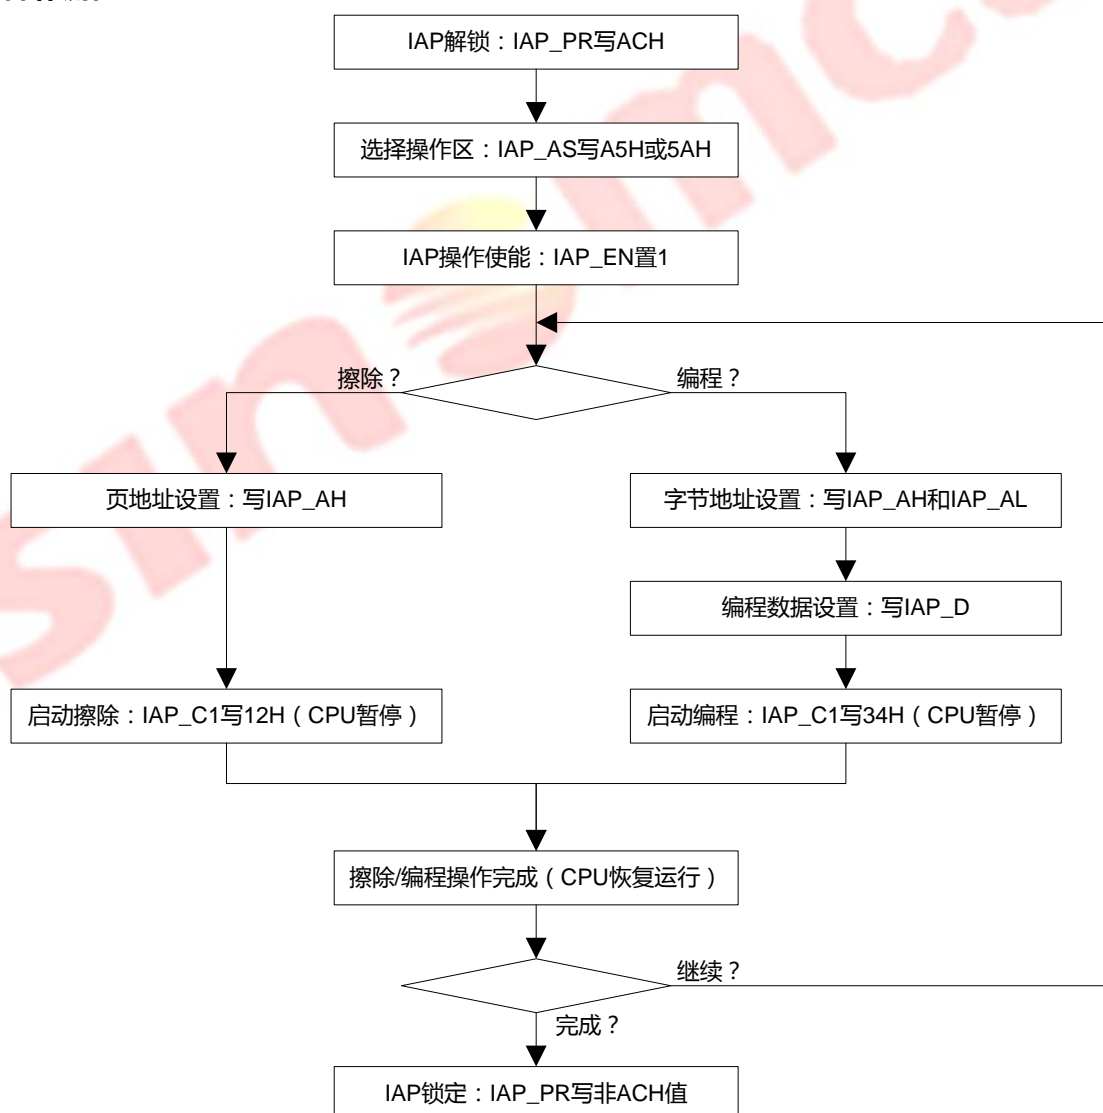 IAP解锁：IAP_PR写ACH
选择操作区：IAP_AS写A5H或5AH
IAP操作使能：IAP_EN置1
擦除？
编程？
页地址设置：写IAP_AH
字节地址设置：写IAP_AH和IAP_AL
编程数据设置：写IAP_D
启动擦除：IAP_C1写12H（CPU暂停）
启动编程：IAP_C1写34H（CPU暂停）
擦除/编程操作完成（CPU恢复运行）
继续？
完成？
IAP锁定：IAP_PR写非ACH值
sinomc